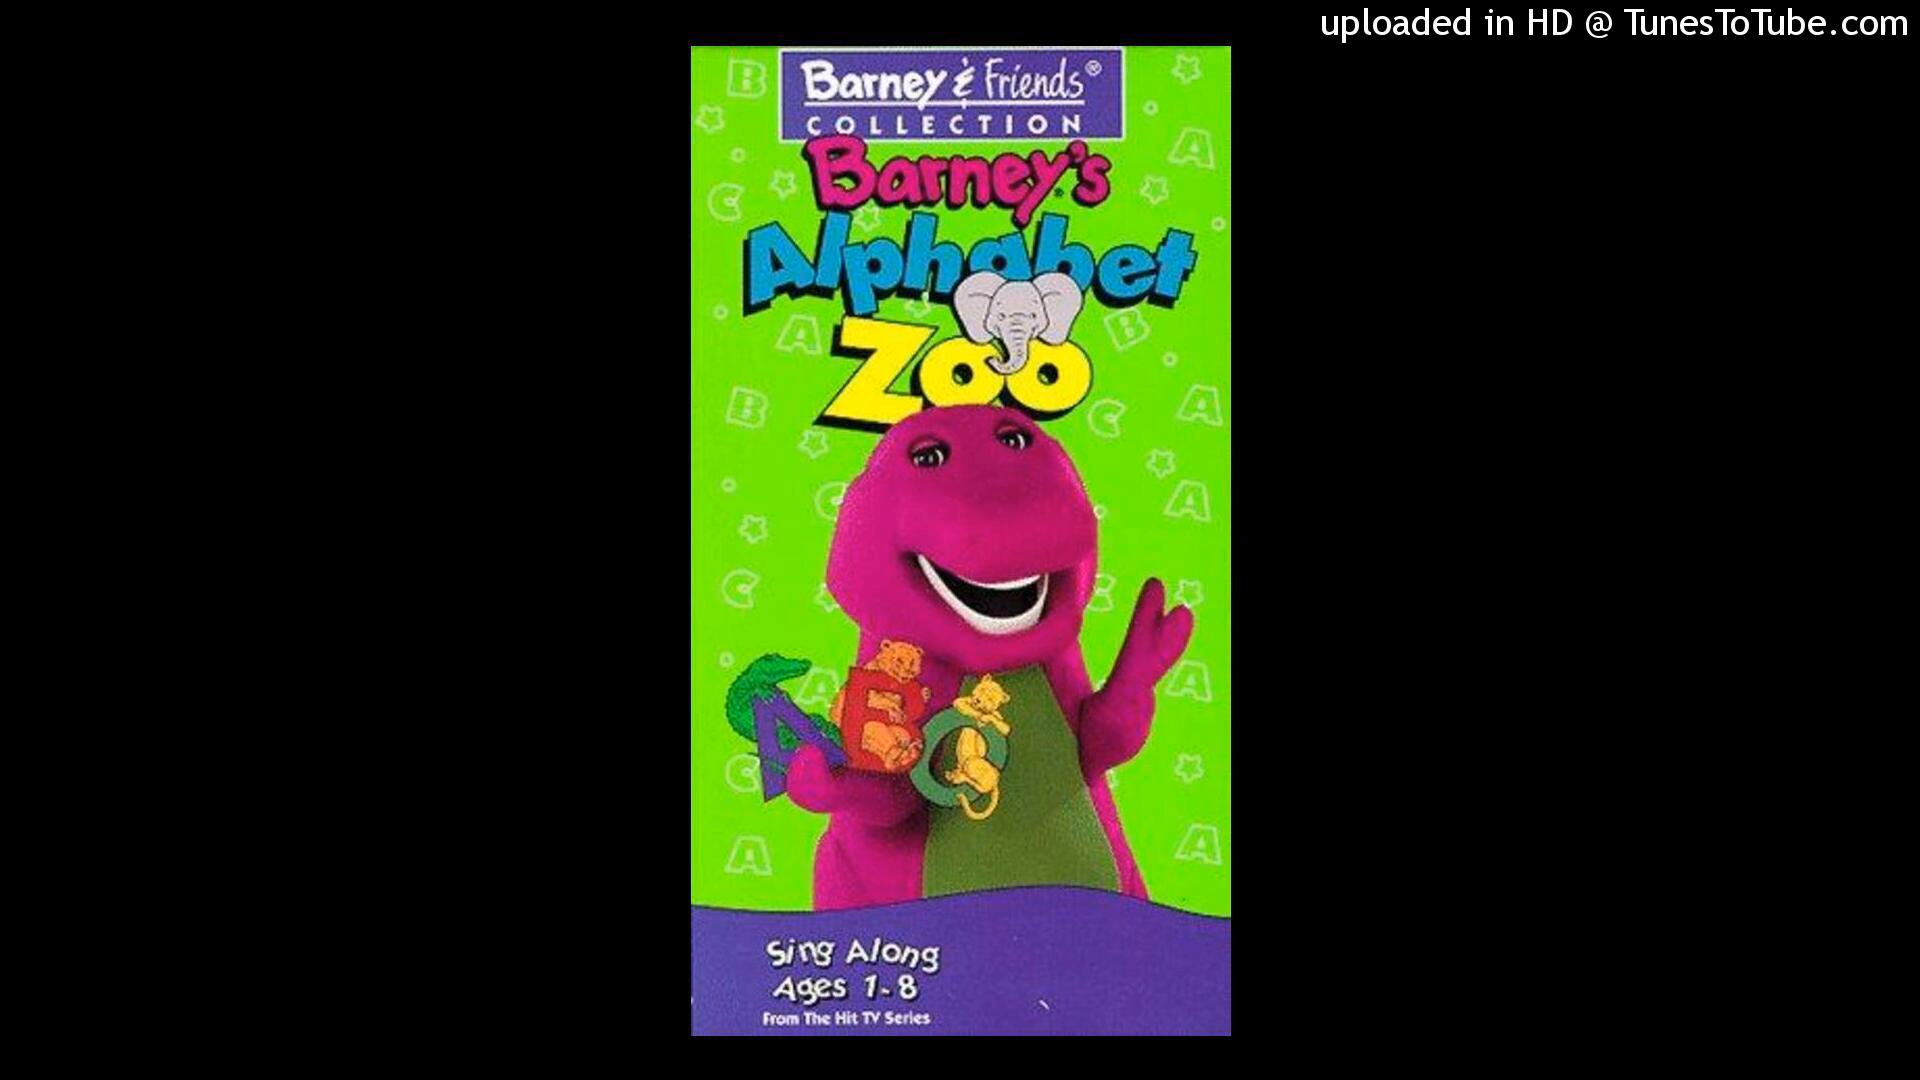 uploaded in HD @ TunesToTube.com
Barney & Friends®
COLLECTION
Barney's
Alphabet
Zoo
A B C
Sing Along
Ages 1-8
From The Hit TV Series